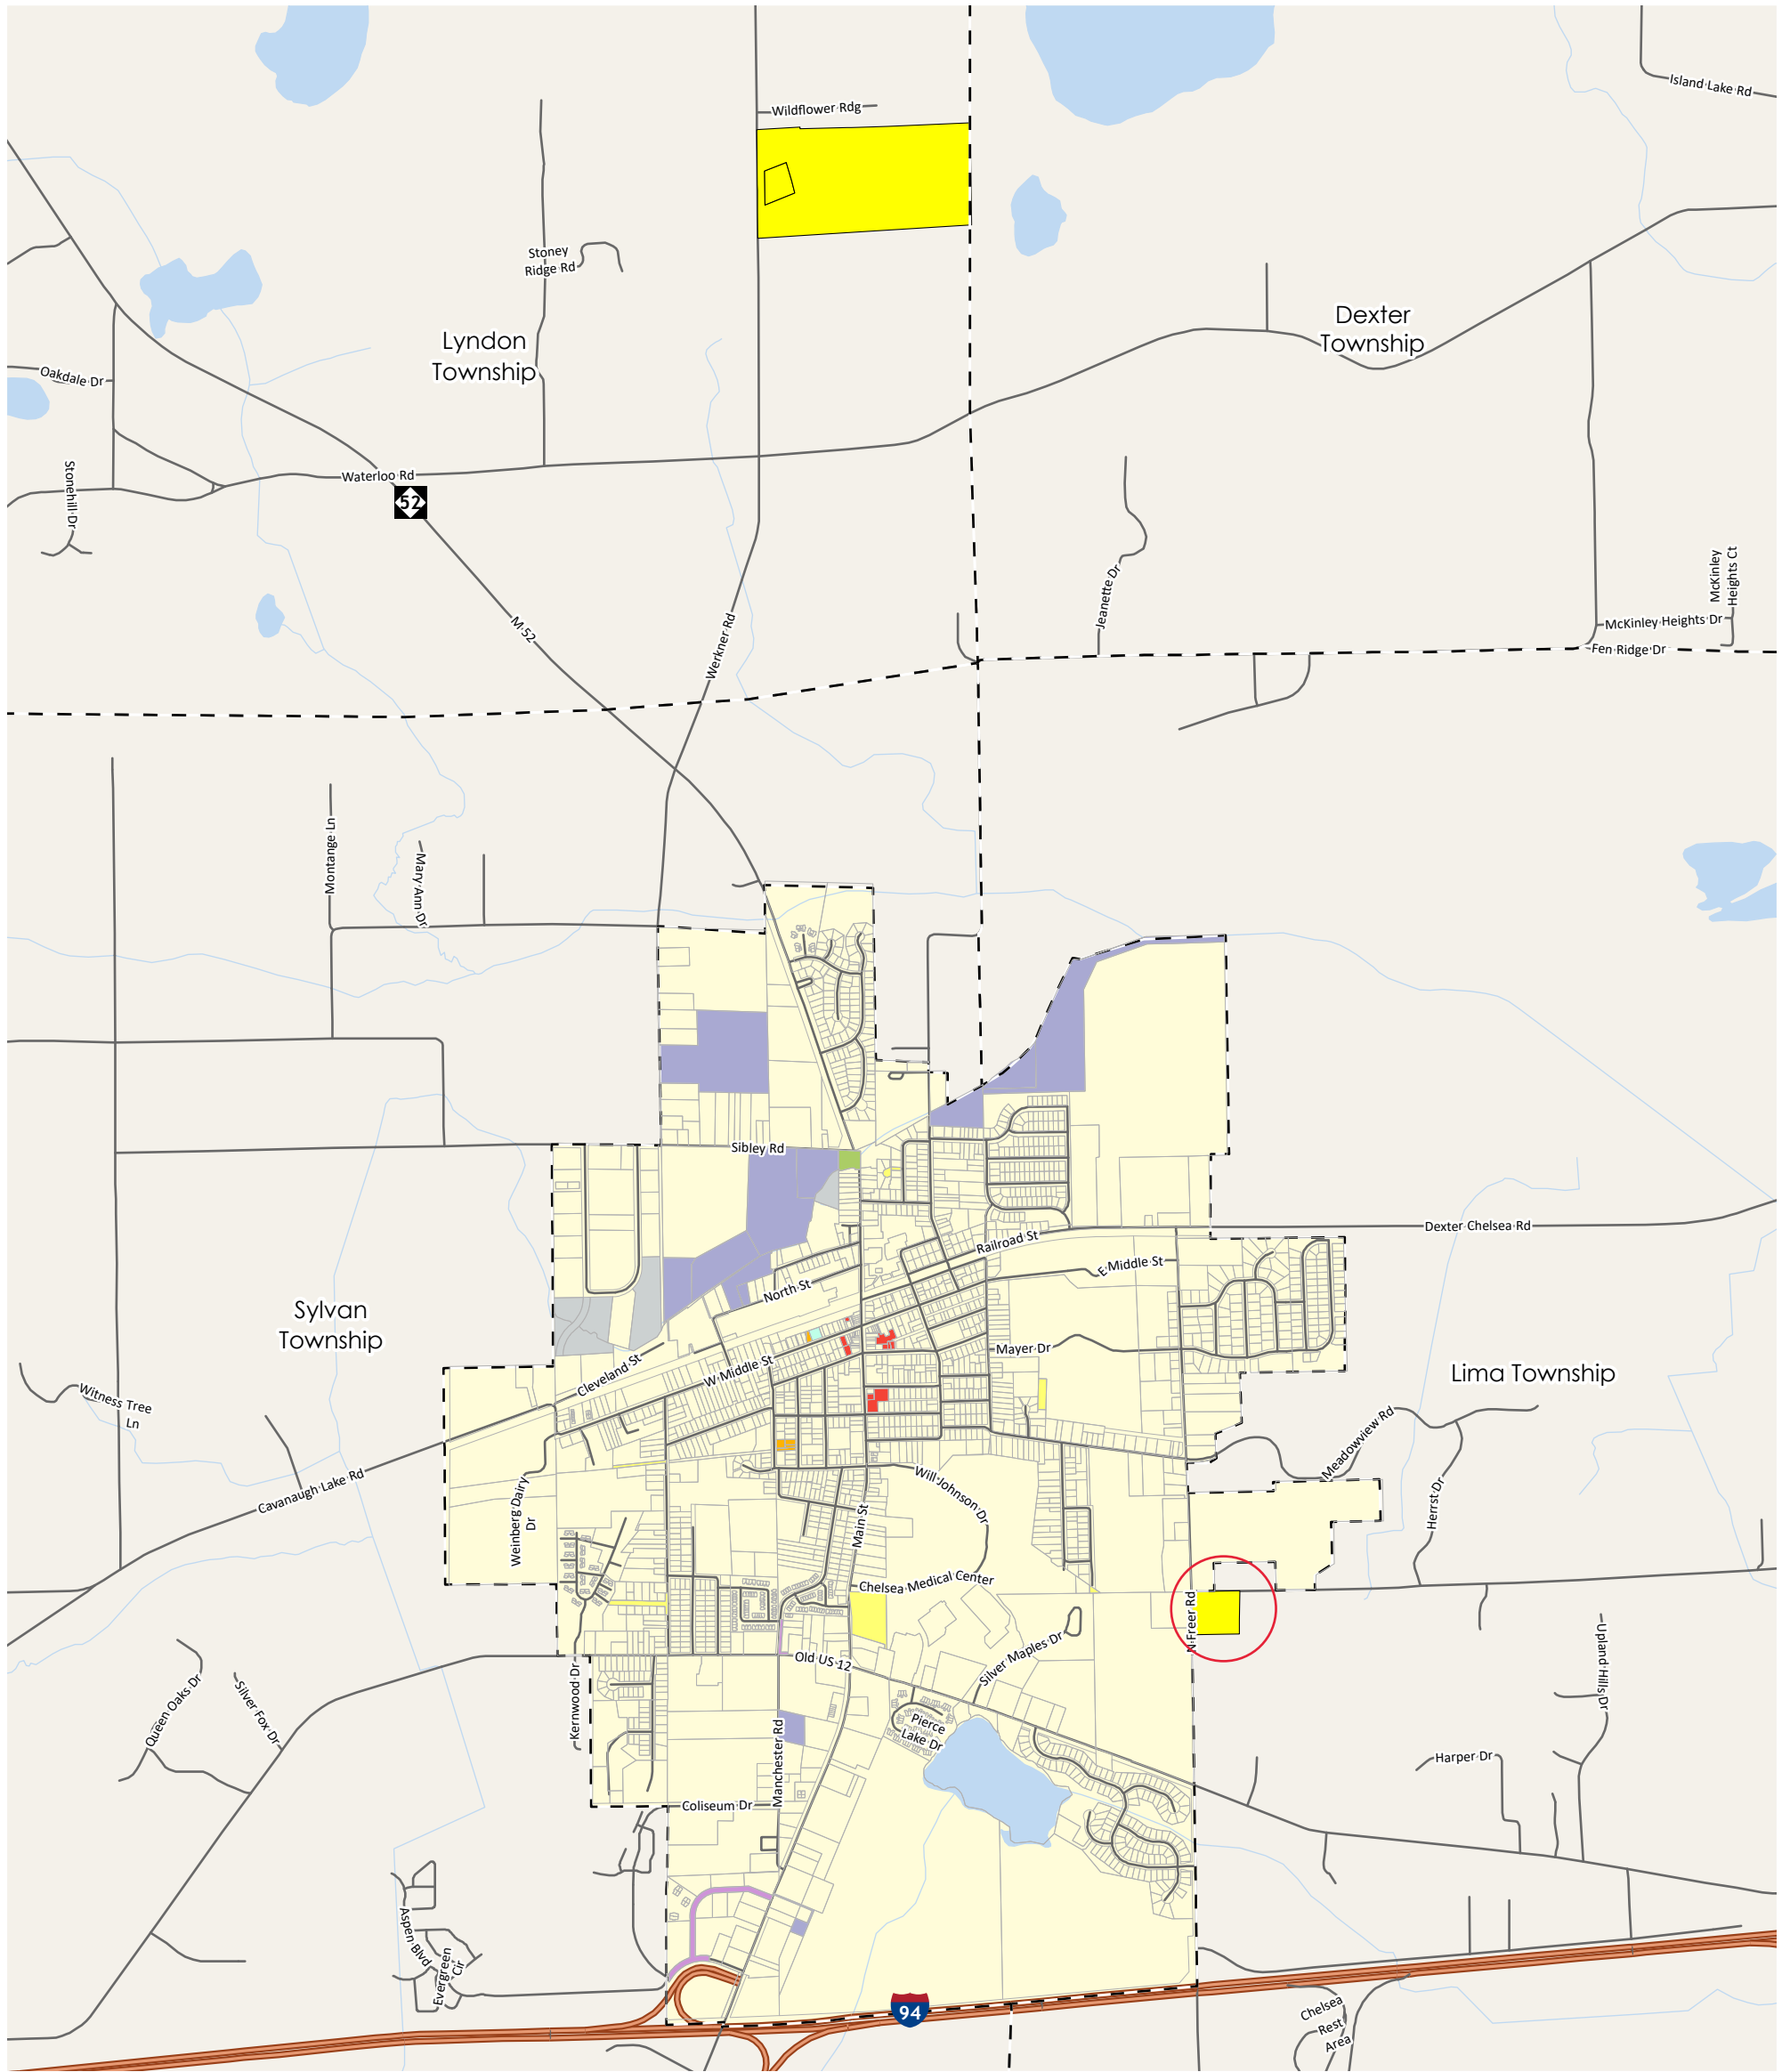 Island Lake Rd
Wildflower Rdg
Stoney
Ridge Rd
Lyndon
Township
Dexter
Township
Oakdale Dr
Waterloo Rd
52
Stonehill Dr
M 52
Werkner Rd
Jeanette Dr
McKinley
Heights Ct
McKinley Heights Dr
Fen Ridge Dr
Montange Ln
Mary Ann Dr
Sibley Rd
Dexter Chelsea Rd
Railroad St
E Middle St
North St
Sylvan
Township
Mayer Dr
Cleveland St
W Middle St
Lima Township
Witness Tree
Ln
Meadowview Rd
Cavanaugh Lake Rd
Will Johnson Dr
Herrst Dr
Weinberg Dairy
Dr
Main St
Chelsea Medical Center
N Freer Rd
Silver Maples Dr
Old US 12
Upland Hills Dr
Queen Oaks Dr
Silver Fox Dr
Kernwood Dr
Pierce
Lake Dr
Manchester Rd
Harper Dr
Coliseum Dr
Aspen Blvd
Evergreen
Cir
94
Chelsea
Rest
Area